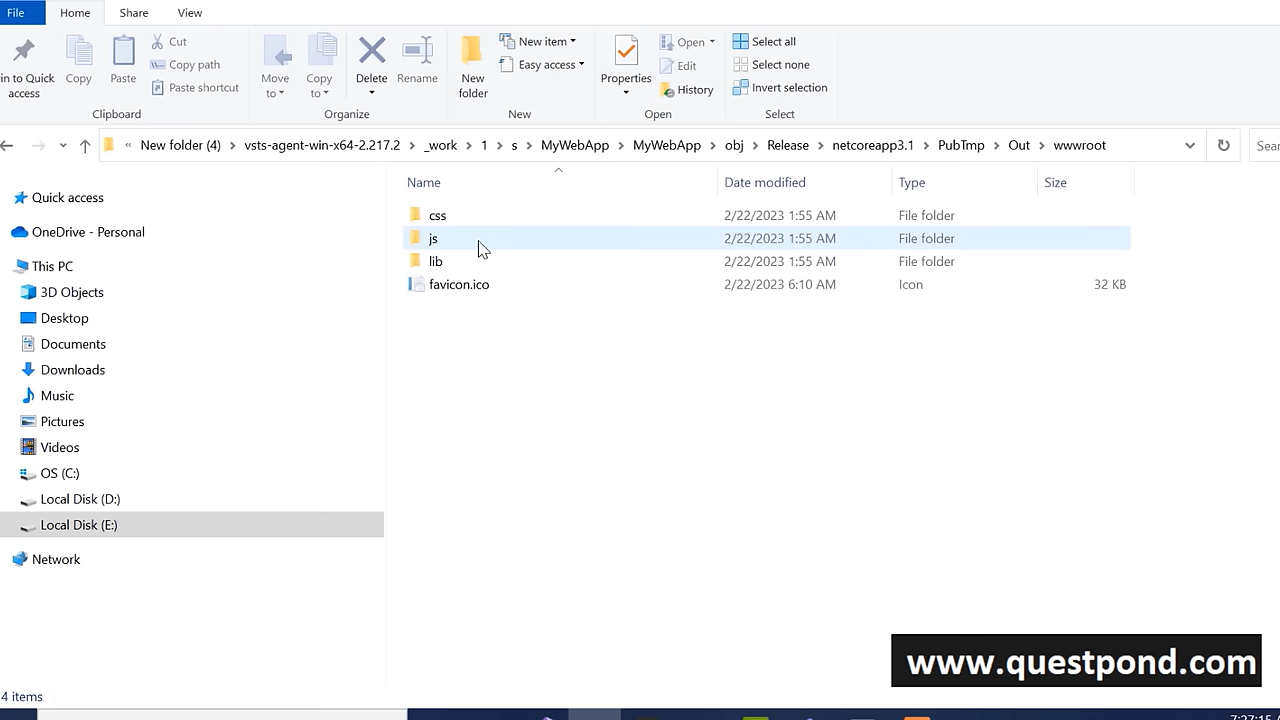 File Home Share View
in to Quick access
Copy
Paste
Cut
Copy path
Paste shortcut
Clipboard
Move to
Copy to
Delete
Rename
Organize
New folder
New item
Easy access
New
Properties
Open
Edit
History
Open
Select all
Select none
Invert selection
Select
« New folder (4) > vsts-agent-win-x64-2.217.2 > _work > 1 > s > MyWebApp > MyWebApp > obj > Release > netcoreapp3.1 > PubTmp > Out > wwwroot
Sear
Name Date modified Type Size
css 2/22/2023 1:55 AM File folder
js 2/22/2023 1:55 AM File folder
lib 2/22/2023 1:55 AM File folder
favicon.ico 2/22/2023 6:10 AM Icon 32 KB
Quick access
OneDrive - Personal
This PC
3D Objects
Desktop
Documents
Downloads
Music
Pictures
Videos
OS (C:)
Local Disk (D:)
Local Disk (E:)
Network
www.questpond.com
4 items